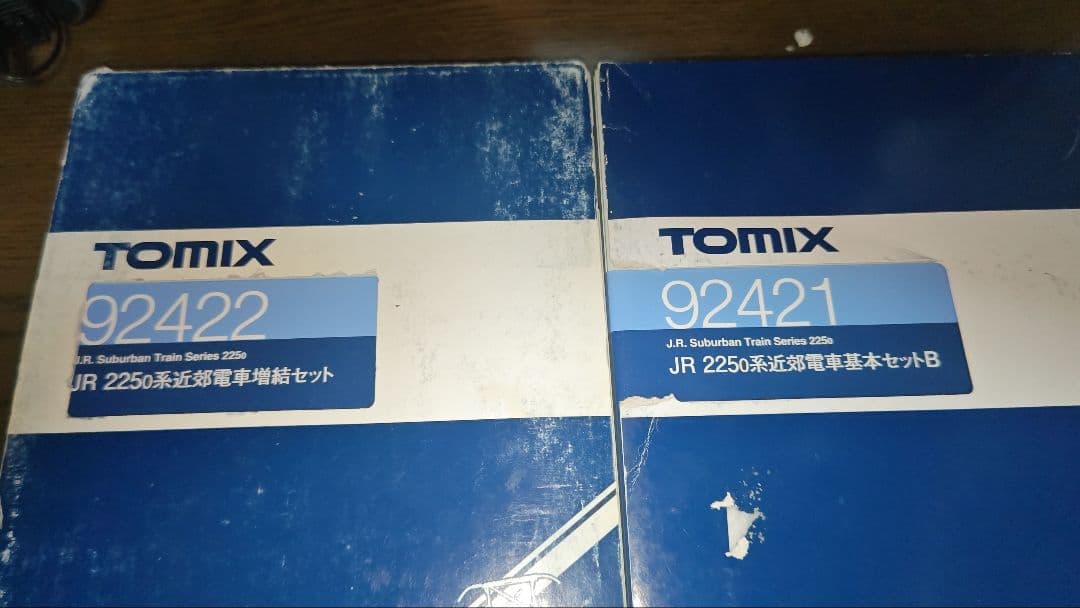 TOMIX
92422
J.R. Suburban Train Series 2250
JR 2250系近郊電車増結セット
TOMIX
92421
J.R. Suburban Train Series 2250
JR 2250系近郊電車基本セットB